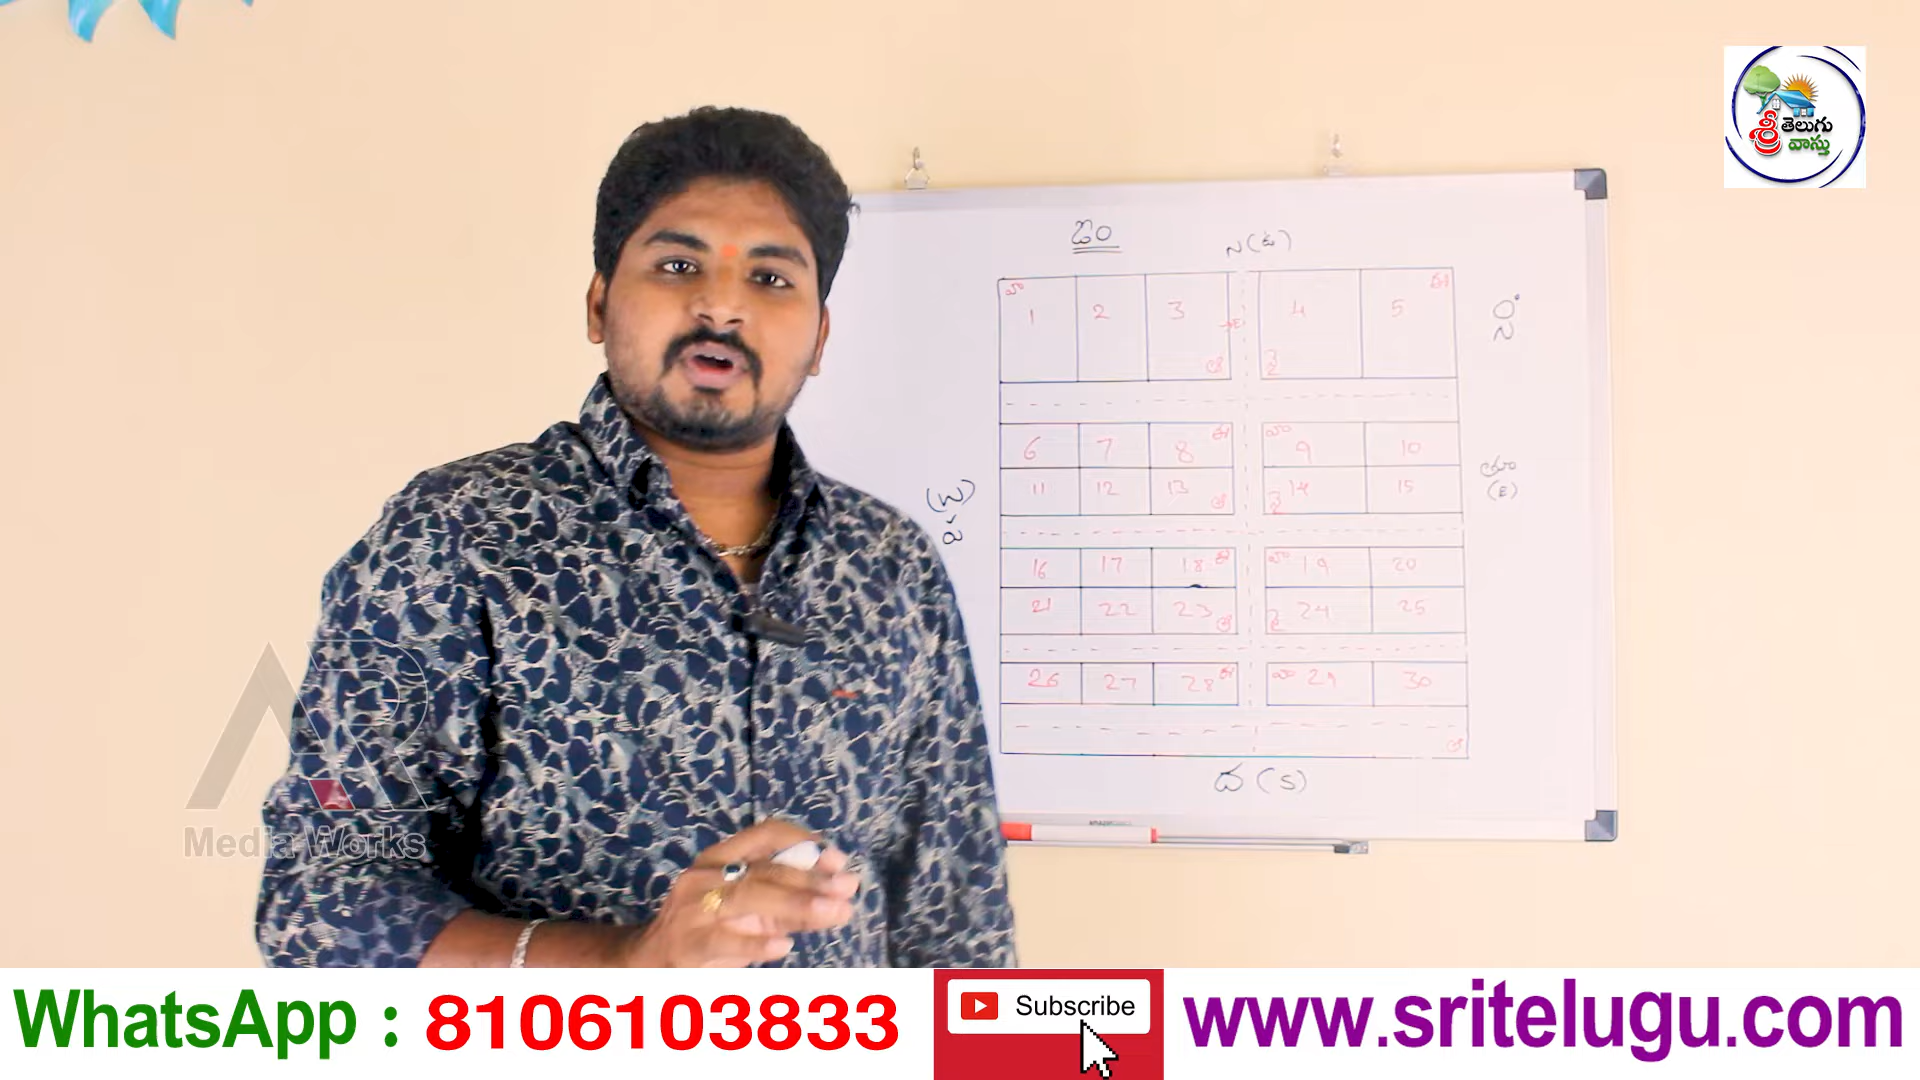 శ్రీ తెలుగు
వాస్తు
ఓం
N (ఉ)
వా
ఈ
1 2 3 4 5
ఆ
నై
తూ
(E)
6 7 8 ఈ వా 9 10
11 12 13 ఆ నై 14 15
16 17 18 ఈ వా 19 20
21 22 23 ఆ నై 24 25
26 27 28 ఈ వా 29 30
ఆ
ద (S)
AR
Media Works
WhatsApp : 8106103833
Subscribe
www.sritelugu.com